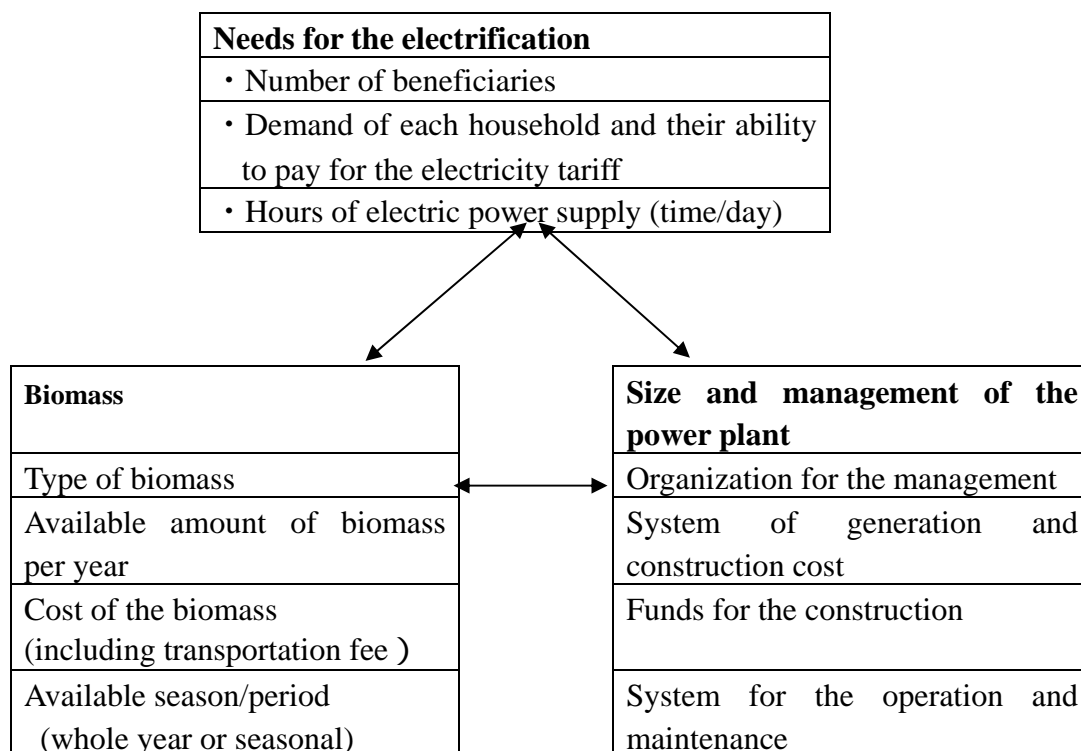 Needs for the electrification
・Number of beneficiaries
・Demand of each household and their ability
to pay for the electricity tariff
・Hours of electric power supply (time/day)
Biomass
Type of biomass
Available amount of biomass
per year
Cost of the biomass
(including transportation fee )
Available season/period
(whole year or seasonal)
Size and management of the
power plant
Organization for the management
System of generation and
construction cost
Funds for the construction
System for the operation and
maintenance